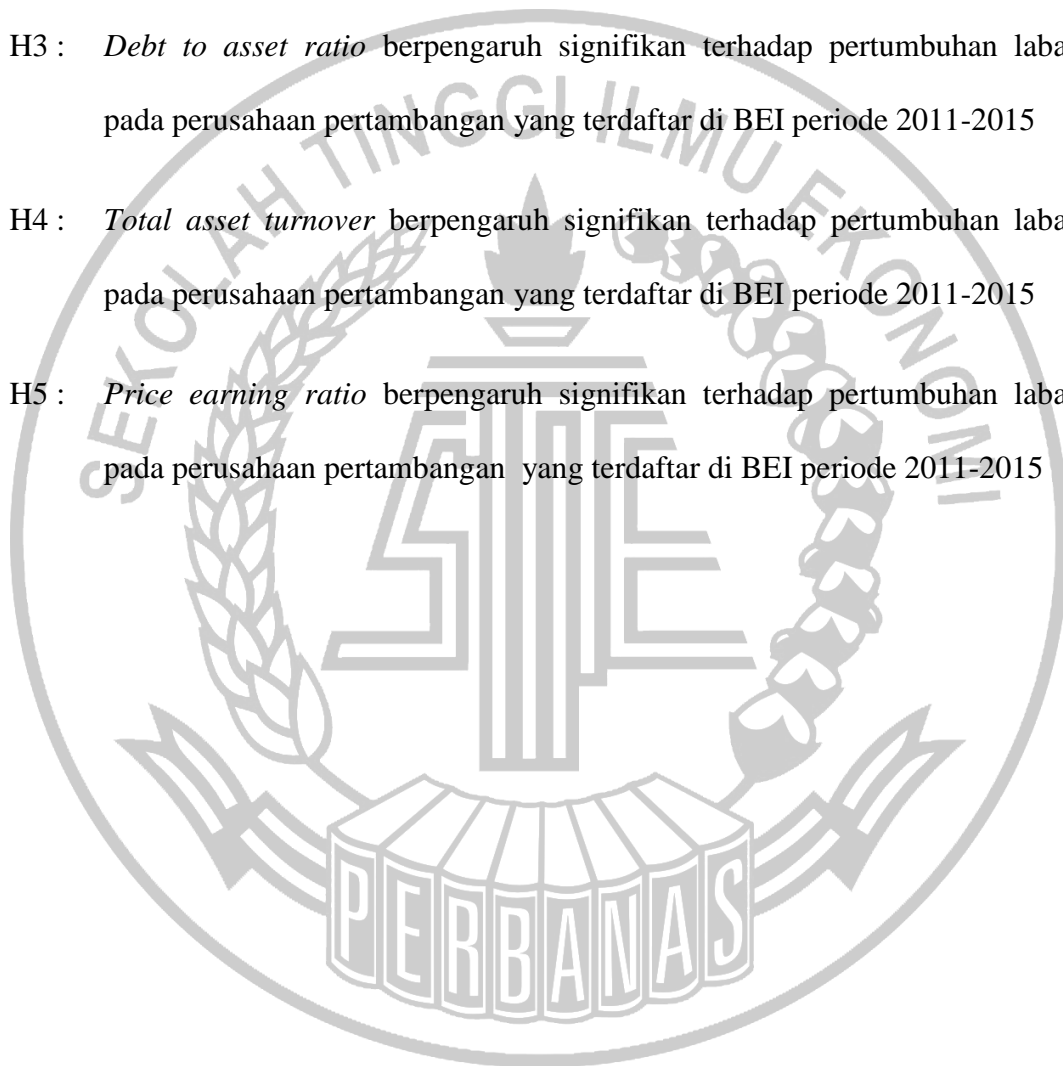 H3 : Debt to asset ratio berpengaruh signifikan terhadap pertumbuhan laba
pada perusahaan pertambangan yang terdaftar di BEI periode 2011-2015
H4 : Total asset turnover berpengaruh signifikan terhadap pertumbuhan laba
pada perusahaan pertambangan yang terdaftar di BEI periode 2011-2015
H5 : Price earning ratio berpengaruh signifikan terhadap pertumbuhan laba
pada perusahaan pertambangan yang terdaftar di BEI periode 2011-2015
SEKOLAH TINGGI ILMU EKONOMI
PERBANAS